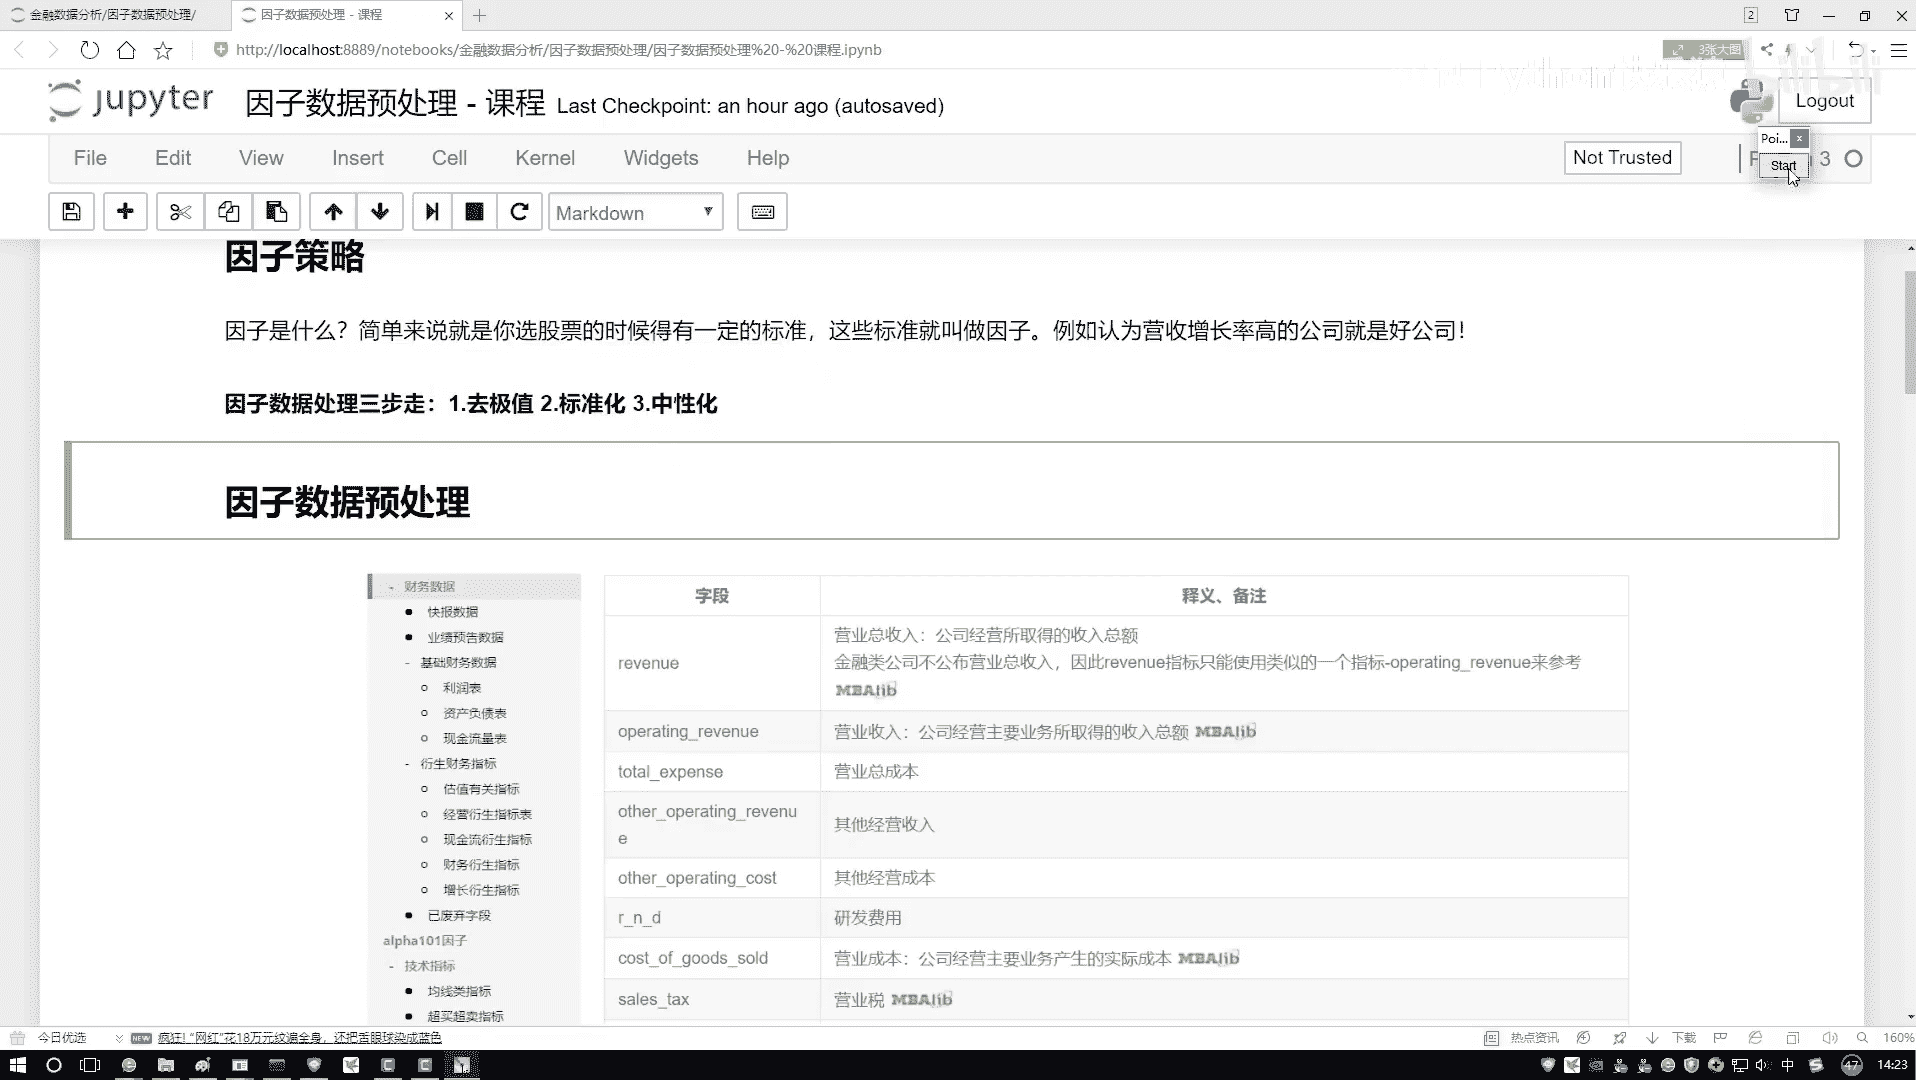 金融数据分析/因子数据预处理/
因子数据预处理 - 课程
2
http://localhost:8889/notebooks/金融数据分析/因子数据预处理/因子数据预处理%20-%20课程.ipynb
3张大图
bilibili
jupyter
因子数据预处理 - 课程 Last Checkpoint: an hour ago (autosaved)
Logout
Poi...
File Edit View Insert Cell Kernel Widgets Help
Not Trusted
Start
3
Markdown
因子策略
因子是什么？简单来说就是你选股票的时候得有一定的标准，这些标准就叫做因子。例如认为营收增长率高的公司就是好公司！
因子数据处理三步走：1.去极值 2.标准化 3.中性化
因子数据预处理
- 财务数据
快报数据
业绩预告数据
- 基础财务数据
利润表
资产负债表
现金流量表
- 衍生财务指标
估值有关指标
经营衍生指标表
现金流衍生指标
财务衍生指标
增长衍生指标
已废弃字段
alpha101因子
- 技术指标
均线类指标
超买超卖指标
字段 释义、备注
revenue
营业总收入：公司经营所取得的收入总额
金融类公司不公布营业总收入，因此revenue指标只能使用类似的一个指标-operating_revenue来参考
MBAlib
operating_revenue 营业收入：公司经营主要业务所取得的收入总额 MBAlib
total_expense 营业总成本
other_operating_revenu
e
其他经营收入
other_operating_cost 其他经营成本
r_n_d 研发费用
cost_of_goods_sold 营业成本：公司经营主要业务产生的实际成本 MBAlib
sales_tax 营业税 MBAlib
今日优选
NEW 疯狂! "网红"花18万元纹遍全身，还把舌眼球染成蓝色
热点资讯
下载
160%
中
47
14:23